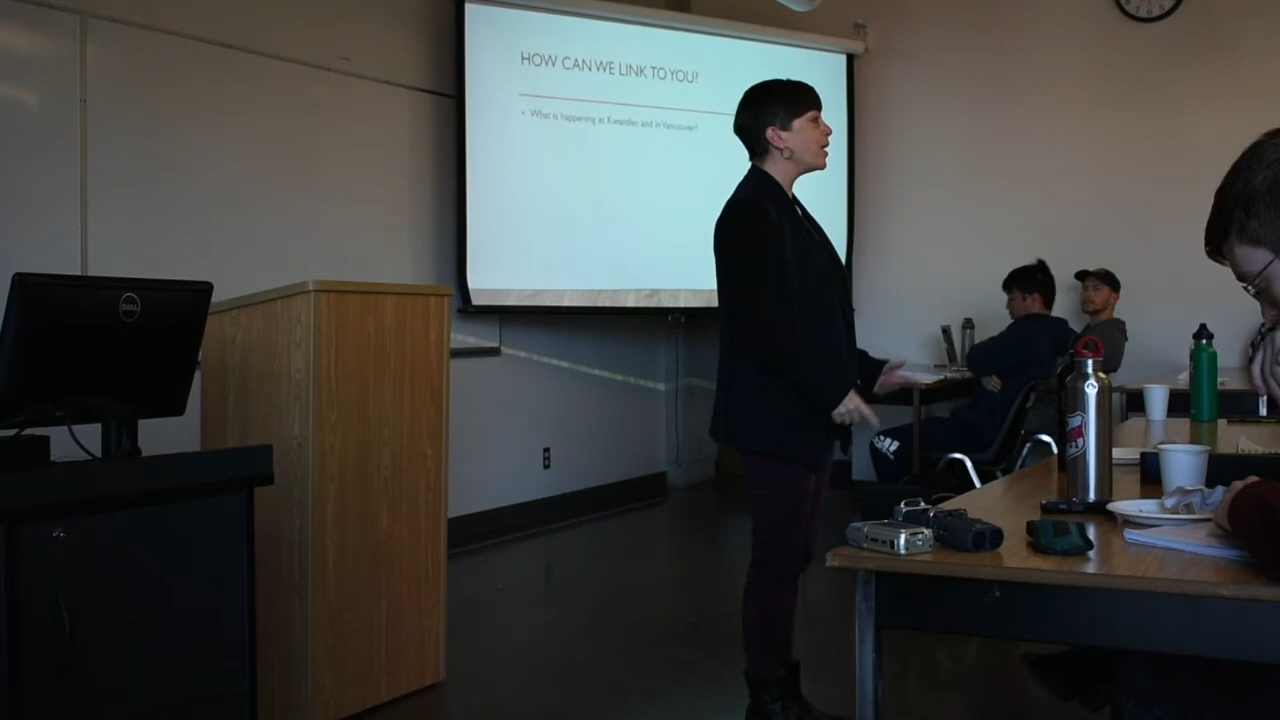 HOW CAN WE LINK TO YOU?
• What is happening at Kwantlen and in Vancouver?
DELL